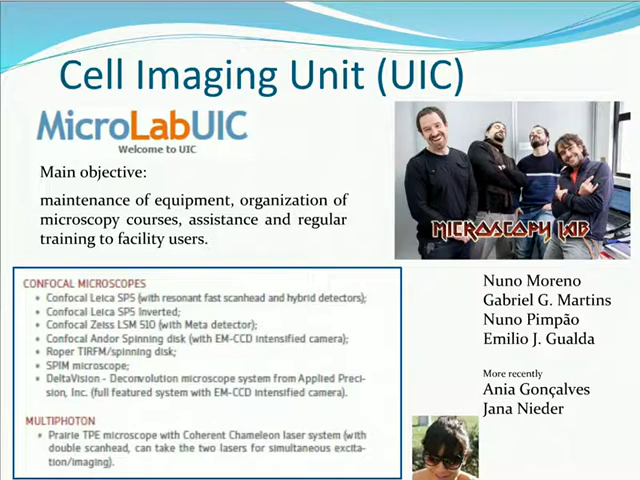 Cell Imaging Unit (UIC)
MicroLabUIC
Welcome to UIC
Main objective:
maintenance of equipment, organization of
microscopy courses, assistance and regular
training to facility users.
MICROSCOPY LAB
CONFOCAL MICROSCOPES
• Confocal Leica SP5 (with resonant fast scanhead and hybrid detectors);
• Confocal Leica SP5 Inverted;
• Confocal Zeiss LSM 510 (with Meta detector);
• Confocal Andor Spinning disk (with EM-CCD intensified camera);
• Roper TIRFM/spinning disk;
• SPIM microscope;
• DeltaVision - Deconvolution microscope system from Applied Preci-
sion, Inc. (full featured system with EM-CCD intensified camera).
MULTIPHOTON
• Prairie TPE microscope with Coherent Chameleon laser system (with
double scanhead, can take the two lasers for simultaneous excita-
tion/imaging).
Nuno Moreno
Gabriel G. Martins
Nuno Pimpão
Emilio J. Gualda
More recently
Ania Gonçalves
Jana Nieder